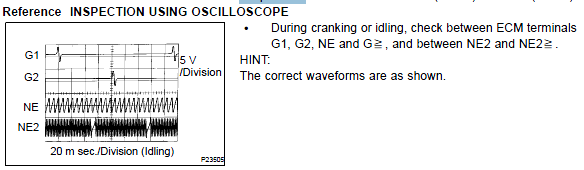 Reference INSPECTION USING OSCILLOSCOPE
• During cranking or idling, check between ECM terminals
G1, G2, NE and G≧, and between NE2 and NE2≧.
HINT:
The correct waveforms are as shown.
G1
G2
NE
NE2
5 V
/Division
20 m sec./Division (Idling)
P23505